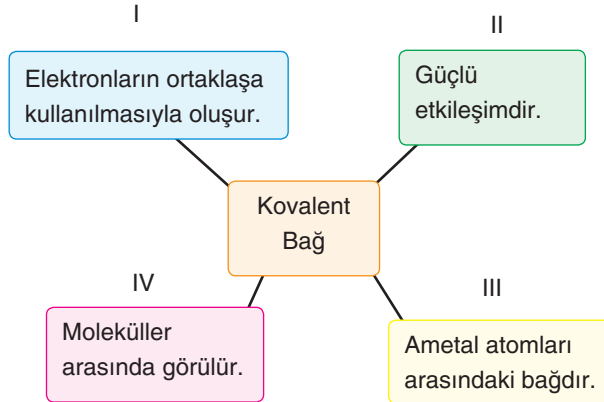 I
II
Elektronların ortaklaşa
kullanılmasıyla oluşur.
Güçlü
etkileşimdir.
Kovalent
Bağ
IV
III
Moleküller
arasında görülür.
Ametal atomları
arasındaki bağdır.